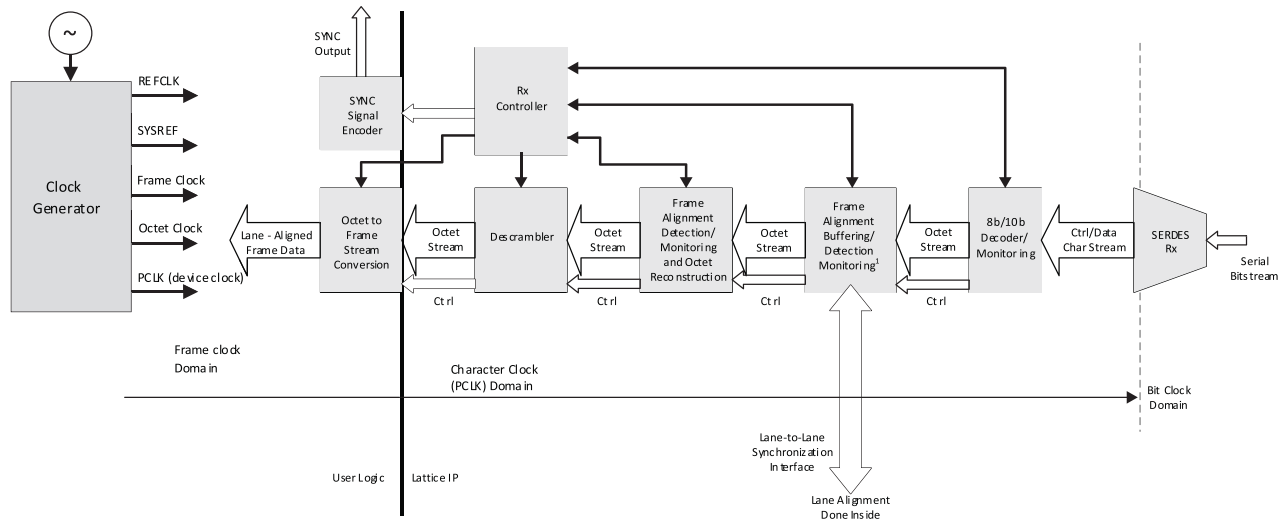 ~
Clock
Generator
REFCLK
SYSREF
Frame Clock
Octet Clock
PCLK (device clock)
SYNC
Output
SYNC
Signal
Encoder
Rx
Controller
Lane - Aligned
Frame Data
Octet to
Frame
Stream
Conversion
Octet
Stream
Ctrl
Descrambler
Octet
Stream
Ctrl
Frame
Alignment
Detection/
Monitoring
and Octet
Reconstruction
Octet
Stream
Ctrl
Frame
Alignment
Buffering/
Detection
Monitoring¹
Octet
Stream
Ctrl
8b/10b
Decoder/
Monitoring
Ctrl/Data
Char Stream
SERDES
Rx
Serial
Bitstream
Frame clock
Domain
Character Clock
(PCLK) Domain
Bit Clock
Domain
Lane-to-Lane
Synchronization
Interface
User Logic
Lattice IP
Lane Alignment
Done Inside